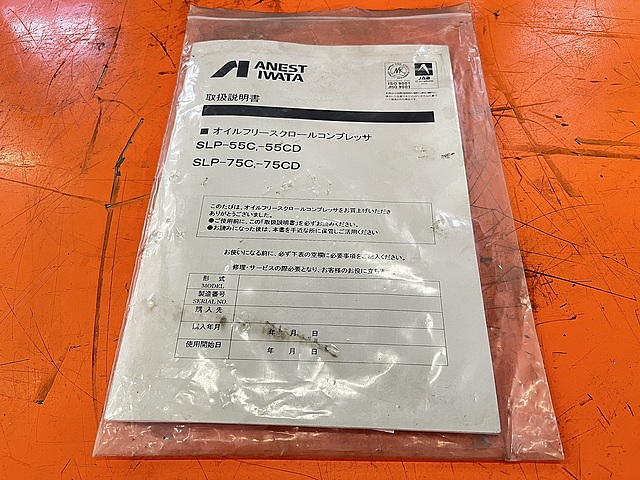 ANEST
IWATA
ISO 9001
JISQ 9001
JAB
取扱説明書
■ オイルフリースクロールコンプレッサ
SLP-55C,-55CD
SLP-75C,-75CD
このたびは、オイルフリースクロールコンプレッサをお買上げいただき
ありがとうございました。
●ご使用前に、この「取扱説明書」を必ずお読みください。
●お読みになった後は、本書を手近な所に保管しご活用ください
お使いになる前に、必ず下表の空欄に必要事項をご記入ください。
修理・サービスの際必要となり、お客様のお役に立ちま
形 式
MODEL
製造番号
SERIAL NO.
購入先
購入年月 年 月 日
使用開始日 年 月 日